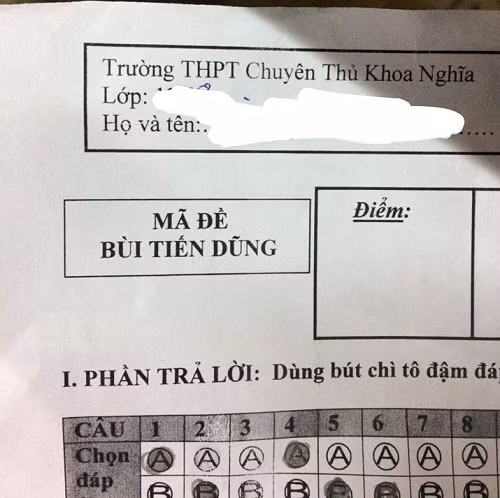 Trường THPT Chuyên Thủ Khoa Nghĩa
Lớp:
Họ và tên:
MÃ ĐỀ
BÙI TIẾN DŨNG
Điểm:
I. PHẦN TRẢ LỜI: Dùng bút chì tô đậm
CÂU 1 2 3 4 5 6 7 8
Chọn A A A A A A A A
đáp B B B B B B B B